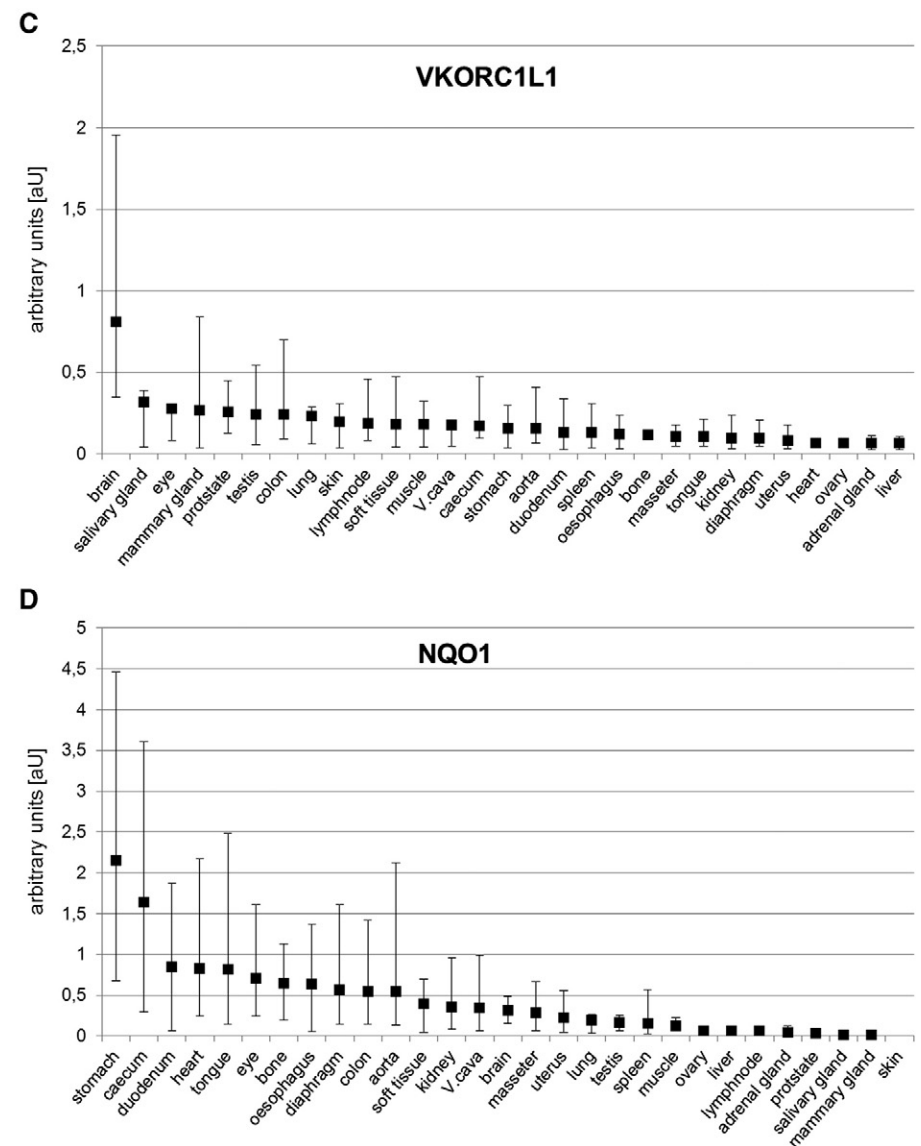 C
VKORC1L1
arbitrary units [aU]
2,5
2
1,5
1
0,5
0
brain
salivary gland
eye
mammary gland
protstate
testis
colon
lung
skin
lymphnode
soft tissue
muscle
V.cava
caecum
stomach
aorta
duodenum
spleen
oesophagus
bone
masseter
tongue
kidney
diaphragm
uterus
heart
ovary
adrenal gland
liver
D
NQO1
arbitrary units [aU]
5
4,5
4
3,5
3
2,5
2
1,5
1
0,5
0
stomach
caecum
duodenum
heart
tongue
eye
bone
oesophagus
diaphragm
colon
aorta
soft tissue
kidney
V.cava
brain
masseter
uterus
lung
testis
spleen
muscle
ovary
liver
lymphnode
adrenal gland
protstate
salivary gland
mammary gland
skin